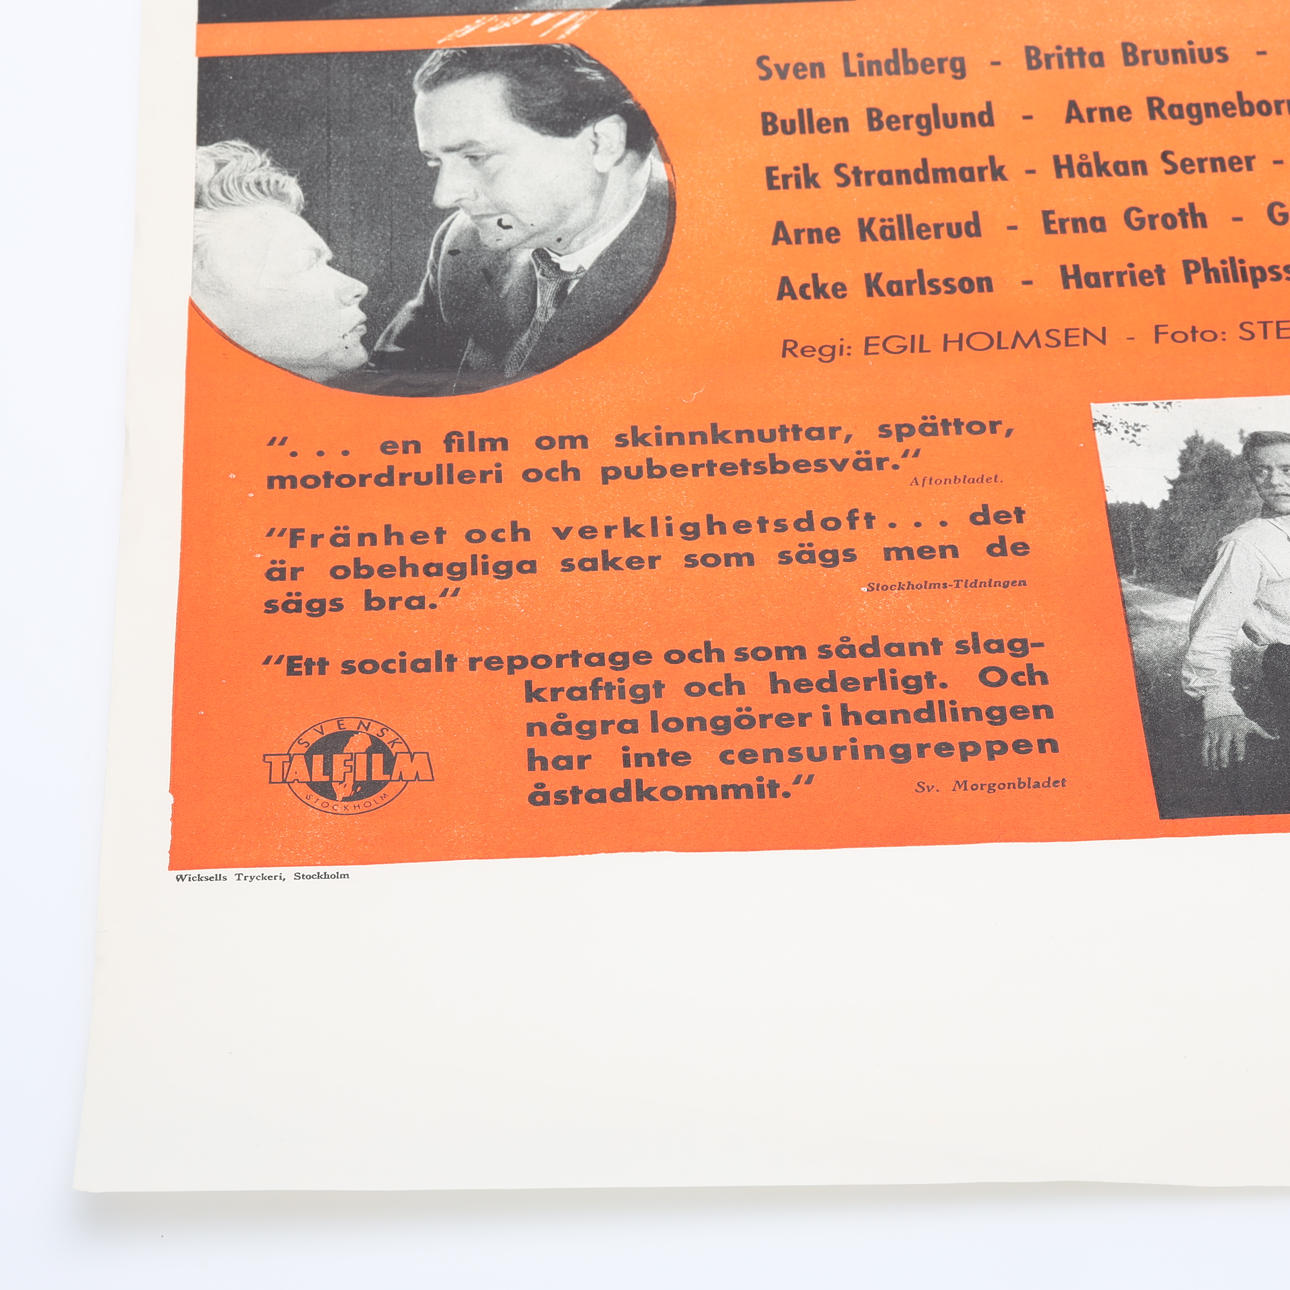 Sven Lindberg - Britta Brunius -
Bullen Berglund - Arne Ragnebor
Erik Strandmark - Håkan Serner -
Arne Källerud - Erna Groth - G
Acke Karlsson - Harriet Philips
Regi: EGIL HOLMSEN - Foto: STE
“... en film om skinnknuttar, spättor,
motordrulleri och pubertetsbesvär.“
Aftonbladet.
“Fränhet och verklighetsdoft... det
är obehagliga saker som sägs men de
sägs bra.“
Stockholms-Tidningen
“Ett socialt reportage och som sådant slag-
kraftigt och hederligt. Och
några longörer i handlingen
har inte censuringreppen
åstadkommit.“
Sv. Morgonbladet
SVENSK
TALFILM
STOCKHOLM
Wicksells Tryckeri, Stockholm